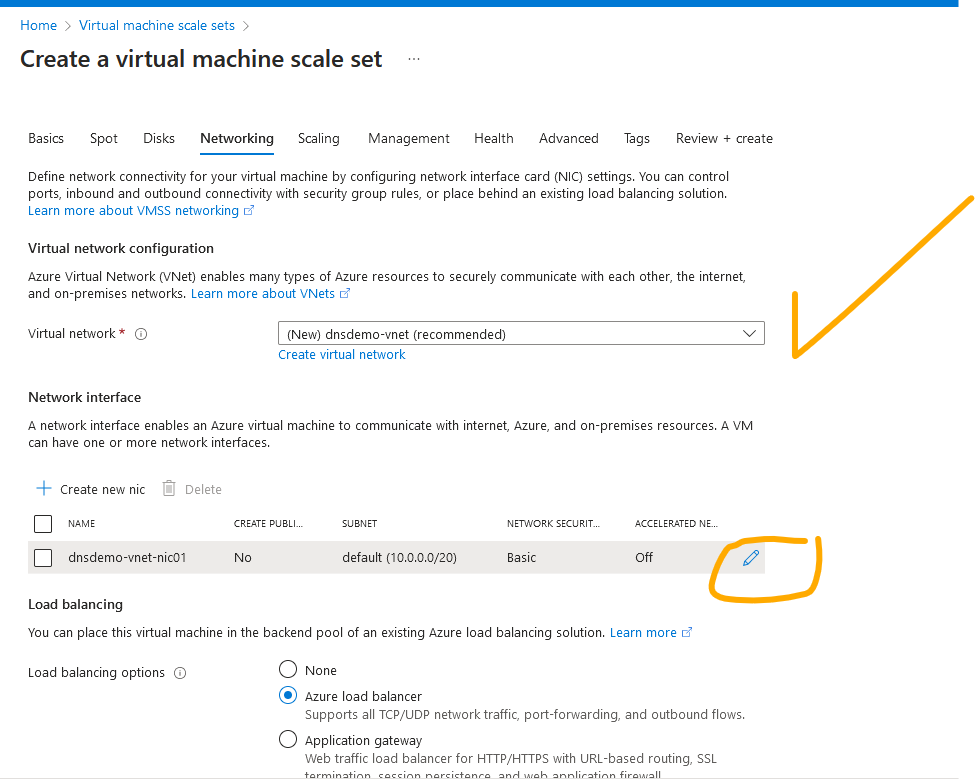 Home > Virtual machine scale sets >
Create a virtual machine scale set ...
Basics Spot Disks Networking Scaling Management Health Advanced Tags Review + create
Define network connectivity for your virtual machine by configuring network interface card (NIC) settings. You can control
ports, inbound and outbound connectivity with security group rules, or place behind an existing load balancing solution.
Learn more about VMSS networking
Virtual network configuration
Azure Virtual Network (VNet) enables many types of Azure resources to securely communicate with each other, the internet,
and on-premises networks. Learn more about VNets
Virtual network *
(New) dnsdemo-vnet (recommended)
Create virtual network
Network interface
A network interface enables an Azure virtual machine to communicate with internet, Azure, and on-premises resources. A VM
can have one or more network interfaces.
Create new nic Delete
NAME CREATE PUBLI... SUBNET NETWORK SECURIT... ACCELERATED NE...
dnsdemo-vnet-nic01 No default (10.0.0.0/20) Basic Off
Load balancing
You can place this virtual machine in the backend pool of an existing Azure load balancing solution. Learn more
Load balancing options
None
Azure load balancer
Supports all TCP/UDP network traffic, port-forwarding, and outbound flows.
Application gateway
Web traffic load balancer for HTTP/HTTPS with URL-based routing, SSL
termination, session persistence, and web application firewall.